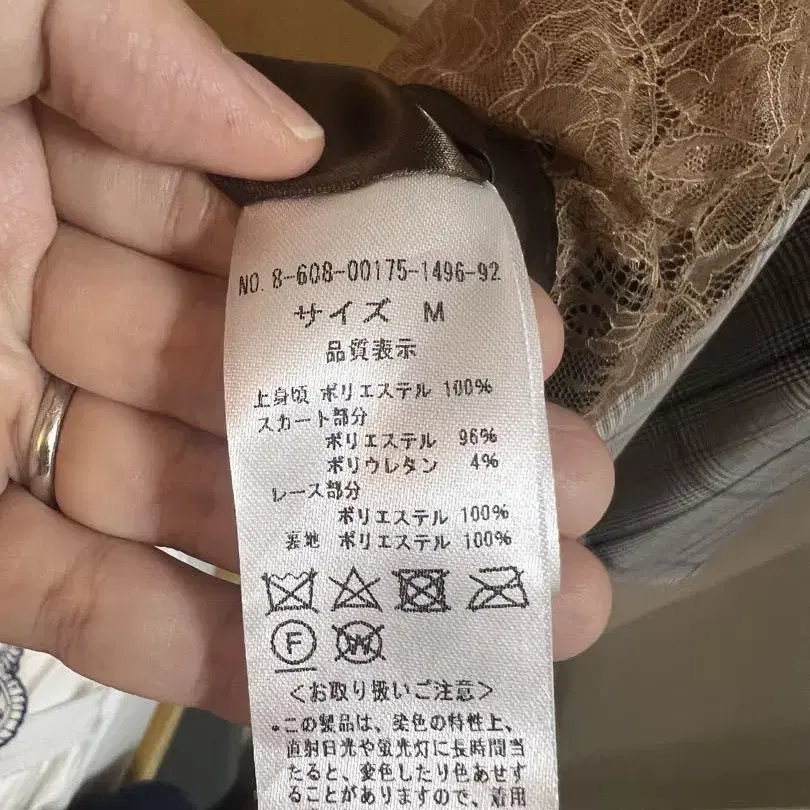 NO. 8-608-00175-1496-92
サイズ M
品質表示
上身頃 ポリエステル 100%
スカート部分
ポリエステル 96%
ポリウレタン 4%
レース部分
ポリエステル 100%
裏地 ポリエステル 100%
F
W
＜お取り扱いご注意＞
・この製品は、染色の特性上、
直射日光や蛍光灯に長時間当
たると、変色したり色あせす
ることがありますので、着用